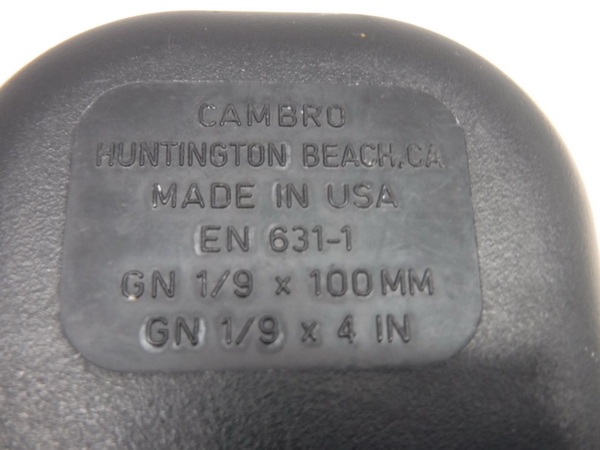 CAMBRO
HUNTINGTON BEACH, CA
MADE IN USA
EN 631-1
GN 1/9 x 100MM
GN 1/9 x 4 IN